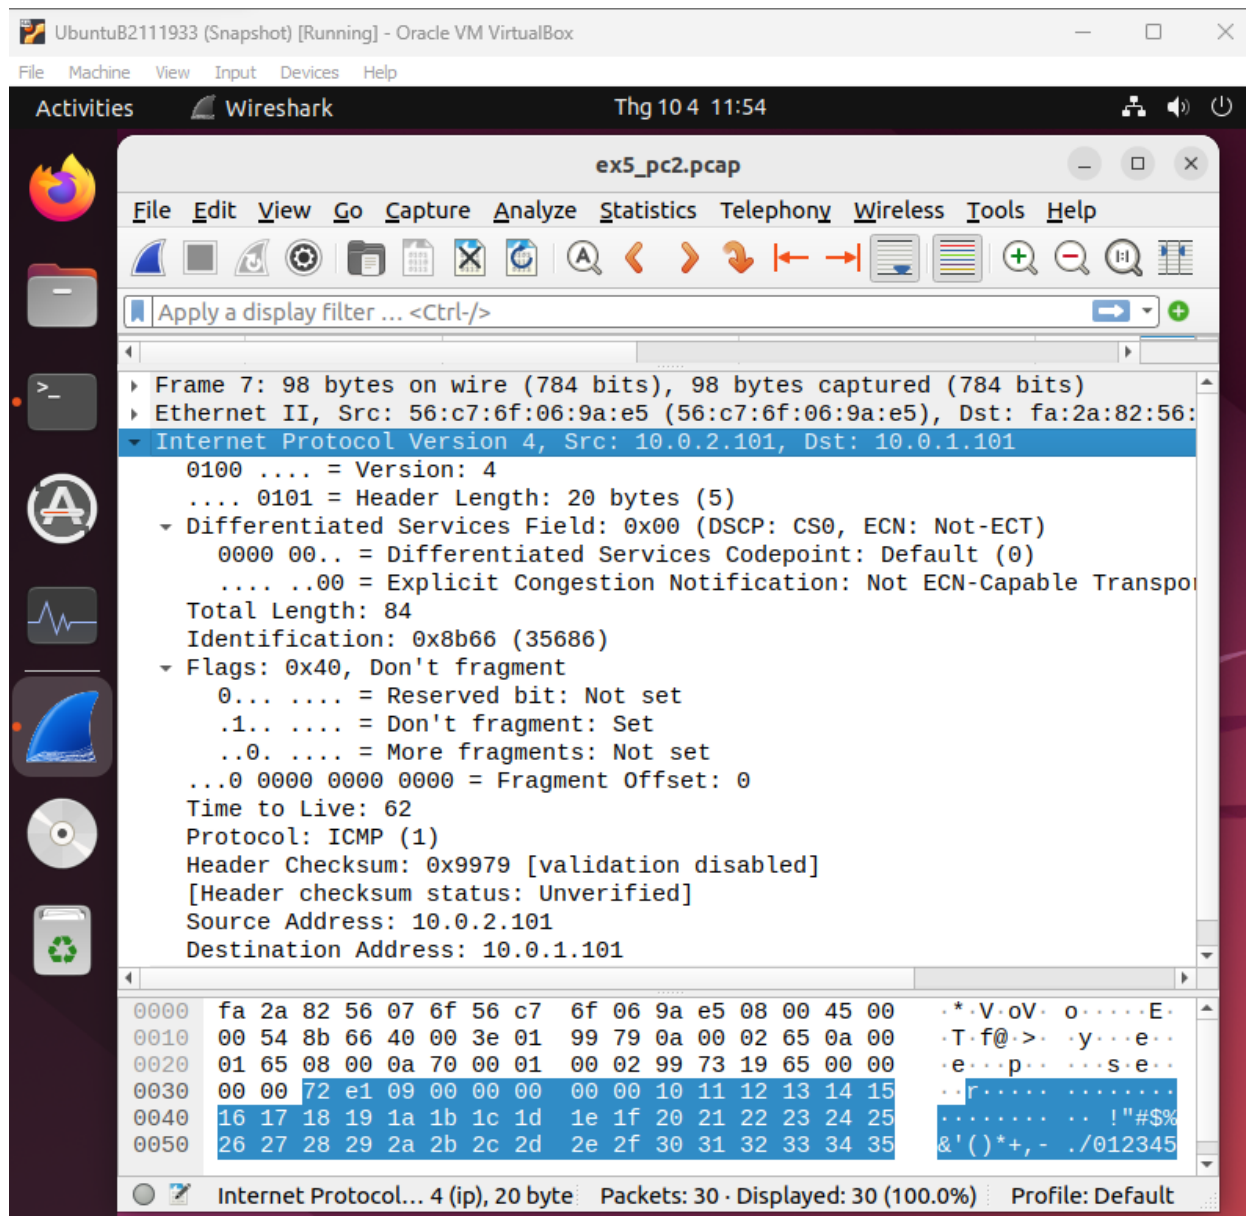 UbuntuB2111933 (Snapshot) [Running] - Oracle VM VirtualBox
File Machine View Input Devices Help
Activities Wireshark Thg 10 4 11:54
ex5_pc2.pcap
File Edit View Go Capture Analyze Statistics Telephony Wireless Tools Help
Apply a display filter … <Ctrl-/>
Frame 7: 98 bytes on wire (784 bits), 98 bytes captured (784 bits)
Ethernet II, Src: 56:c7:6f:06:9a:e5 (56:c7:6f:06:9a:e5), Dst: fa:2a:82:56:
Internet Protocol Version 4, Src: 10.0.2.101, Dst: 10.0.1.101
0100 .... = Version: 4
.... 0101 = Header Length: 20 bytes (5)
Differentiated Services Field: 0x00 (DSCP: CS0, ECN: Not-ECT)
0000 00.. = Differentiated Services Codepoint: Default (0)
.... ..00 = Explicit Congestion Notification: Not ECN-Capable Transpor
Total Length: 84
Identification: 0x8b66 (35686)
Flags: 0x40, Don't fragment
0... .... = Reserved bit: Not set
.1.. .... = Don't fragment: Set
..0. .... = More fragments: Not set
...0 0000 0000 0000 = Fragment Offset: 0
Time to Live: 62
Protocol: ICMP (1)
Header Checksum: 0x9979 [validation disabled]
[Header checksum status: Unverified]
Source Address: 10.0.2.101
Destination Address: 10.0.1.101
0000 fa 2a 82 56 07 6f 56 c7 6f 06 9a e5 08 00 45 00 ·*·V·oV· o·····E·
0010 00 54 8b 66 40 00 3e 01 99 79 0a 00 02 65 0a 00 ·T·f@·>· ·y···e··
0020 01 65 08 00 0a 70 00 01 00 02 99 73 19 65 00 00 ·e···p·· ···s·e··
0030 00 00 72 e1 09 00 00 00 00 00 10 11 12 13 14 15 ··r····· ········
0040 16 17 18 19 1a 1b 1c 1d 1e 1f 20 21 22 23 24 25 ········ ·· !"#$%
0050 26 27 28 29 2a 2b 2c 2d 2e 2f 30 31 32 33 34 35 &'()*+,- ./012345
Internet Protocol… 4 (ip), 20 byte Packets: 30 · Displayed: 30 (100.0%) Profile: Default